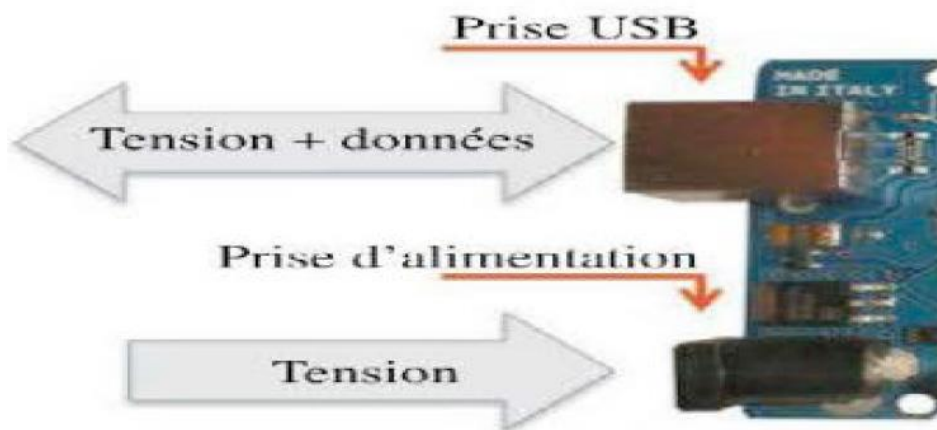 Prise USB
MADE
IN ITALY
Tension + données
Prise d'alimentation
Tension